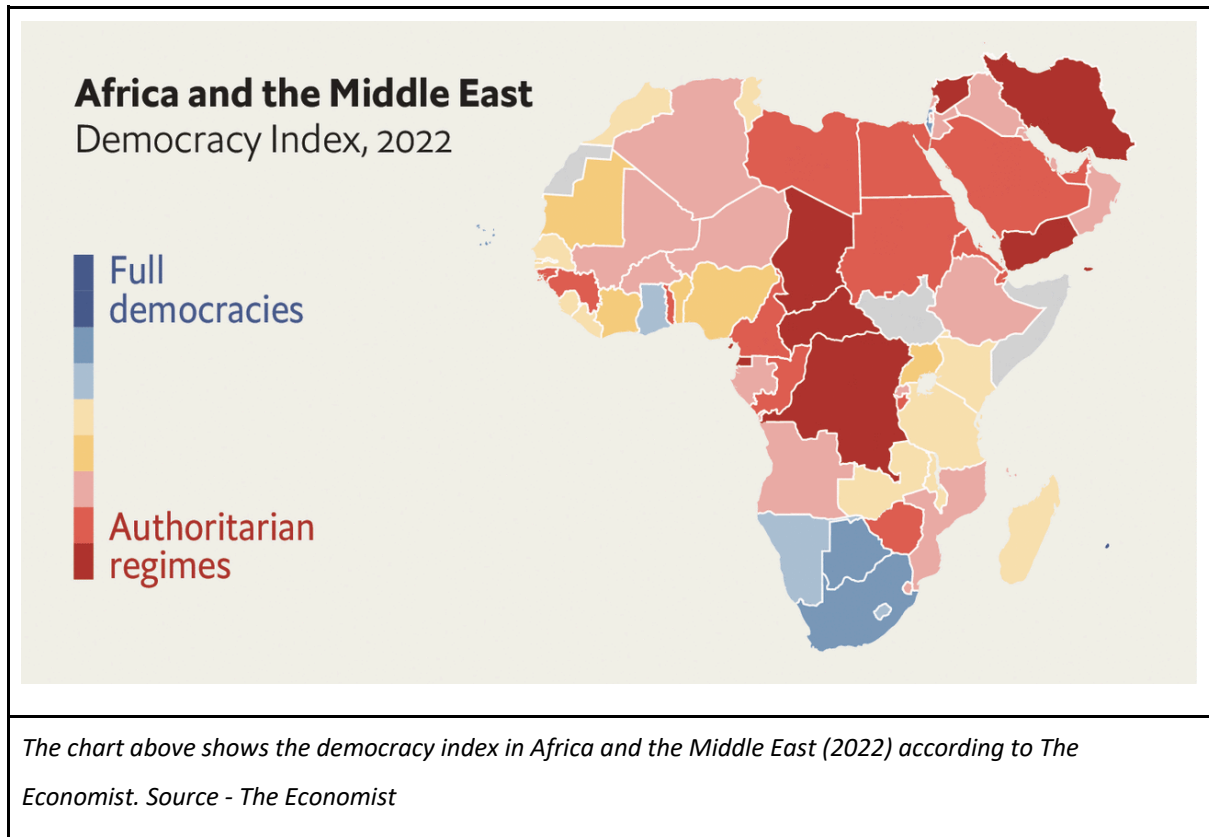 Africa and the Middle East
Democracy Index, 2022
Full
democracies
Authoritarian
regimes
The chart above shows the democracy index in Africa and the Middle East (2022) according to The
Economist. Source - The Economist